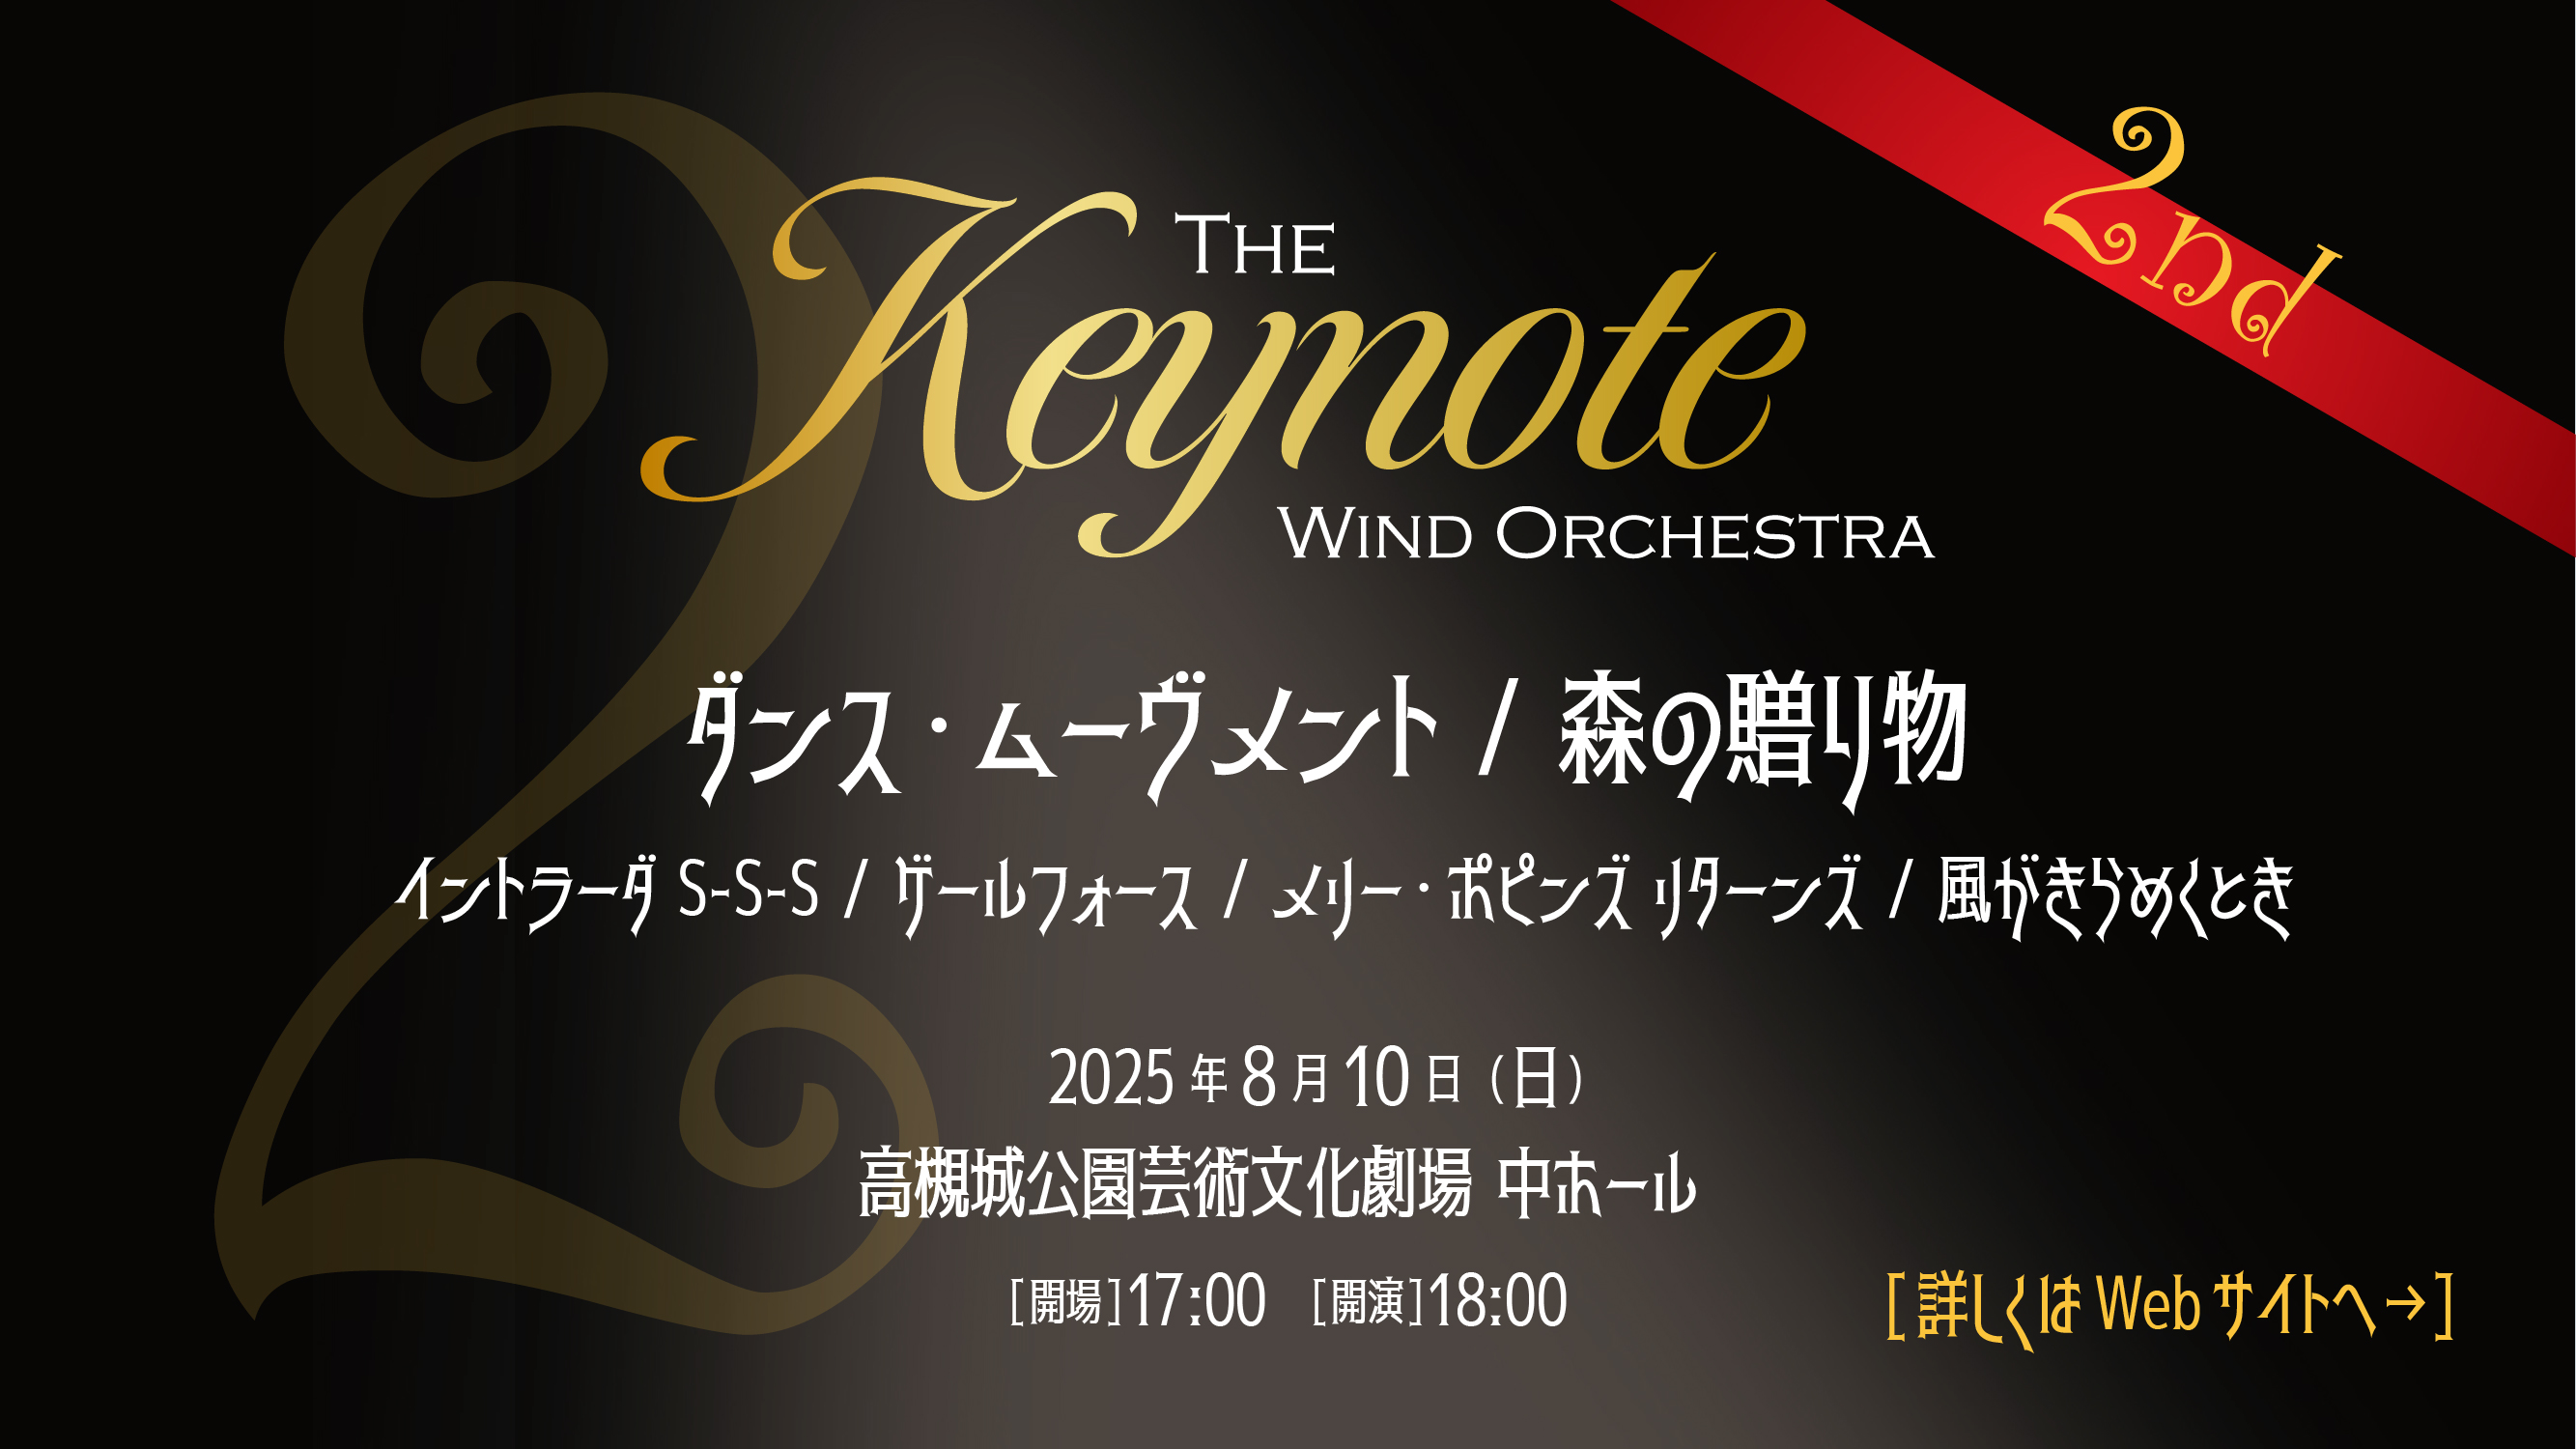 2nd
THE
Keynote
WIND ORCHESTRA
2
ダンス・ムーヴメント / 森の贈り物
イントラーダ S-S-S / ゲールフォース / メリー・ポピンズ リターンズ / 風がきらめくとき
2025年8月10日（日）
高槻城公園芸術文化劇場 中ホール
[開場]17:00 [開演]18:00
[詳しくはWebサイトへ→]